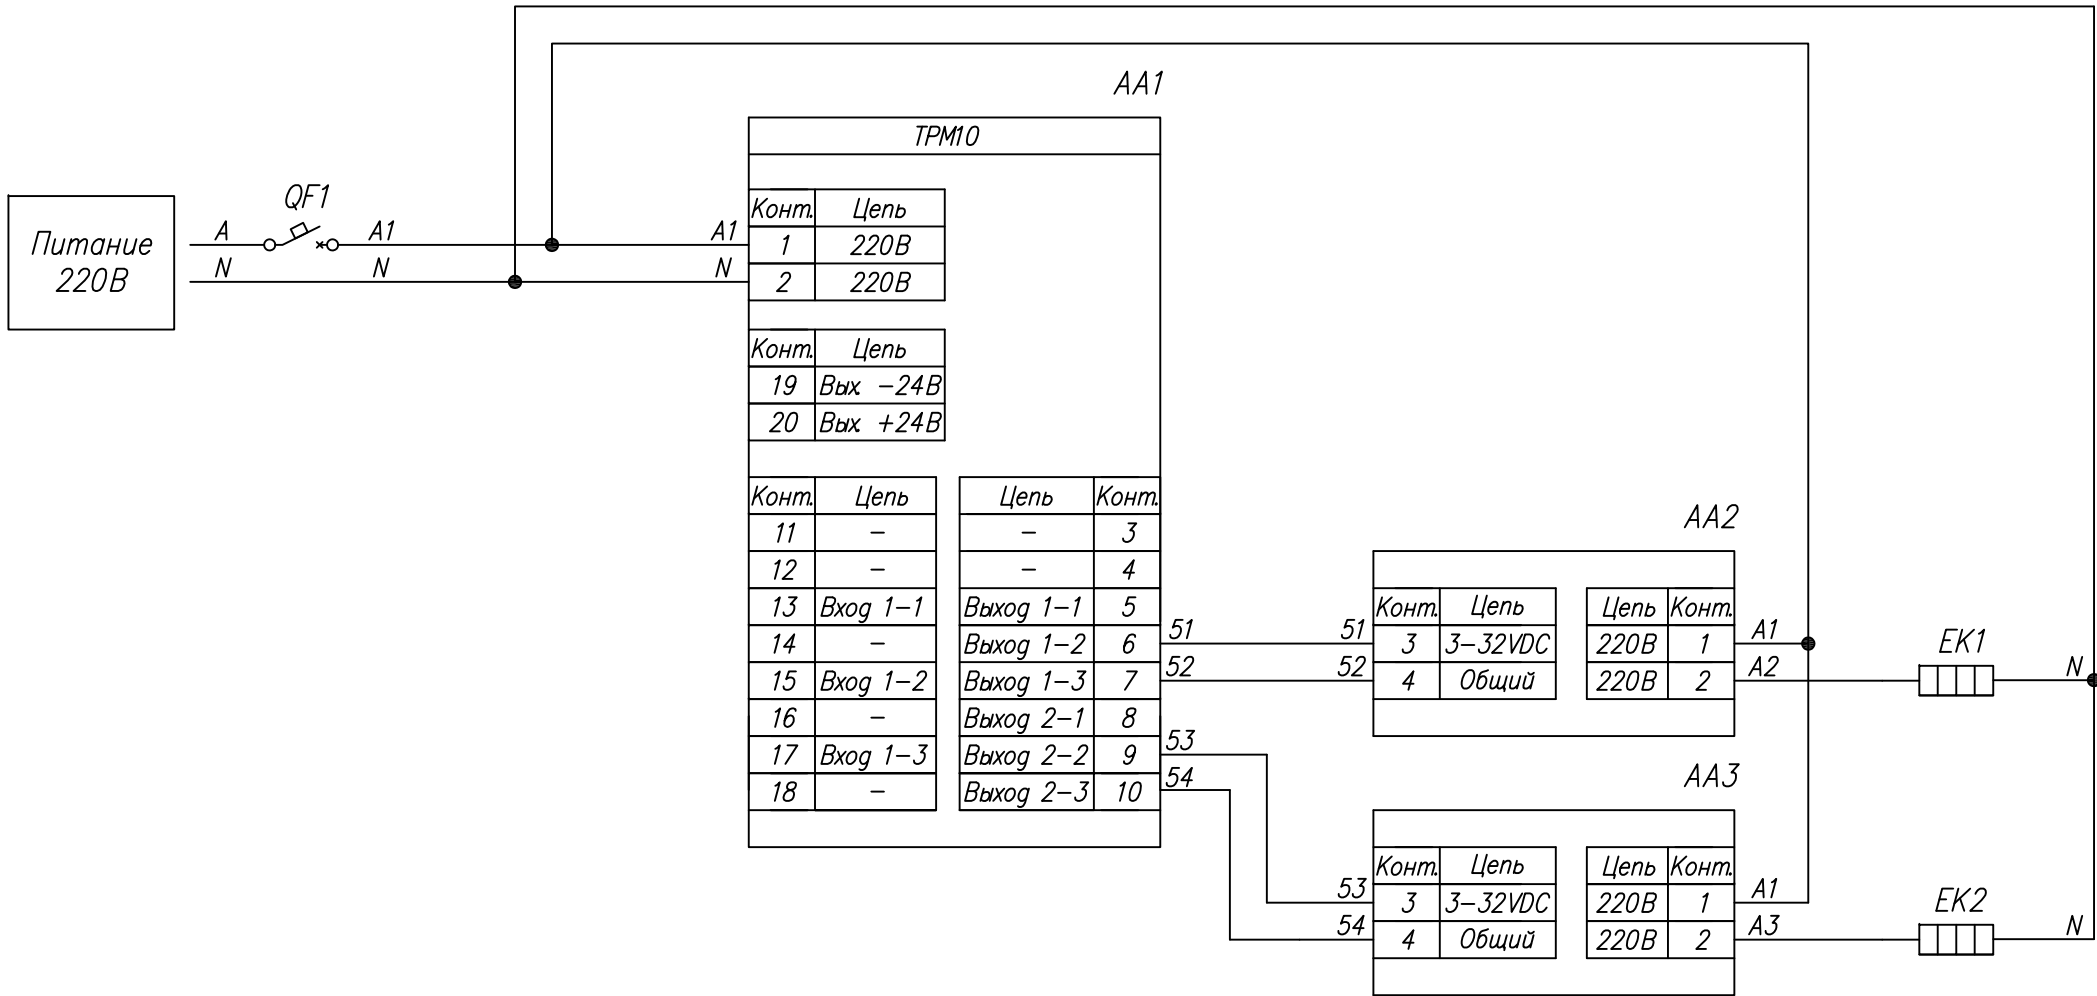 AA1
ТРМ10
Питание
220В
QF1
A A1 A1
N N N
Конт. Цепь
1 220В
2 220В
Конт. Цепь
19 Вых. -24В
20 Вых. +24В
Конт. Цепь Цепь Конт.
11 - - 3
12 - - 4
13 Вход 1-1 Выход 1-1 5
14 - Выход 1-2 6
15 Вход 1-2 Выход 1-3 7
16 - Выход 2-1 8
17 Вход 1-3 Выход 2-2 9
18 - Выход 2-3 10
51 51
52 52
53
54
AA2
Конт. Цепь Цепь Конт.
3 3-32VDC 220В 1
4 Общий 220В 2
A1
A2
EK1
N
AA3
53
54
Конт. Цепь Цепь Конт.
3 3-32VDC 220В 1
4 Общий 220В 2
A1
A3
EK2
N